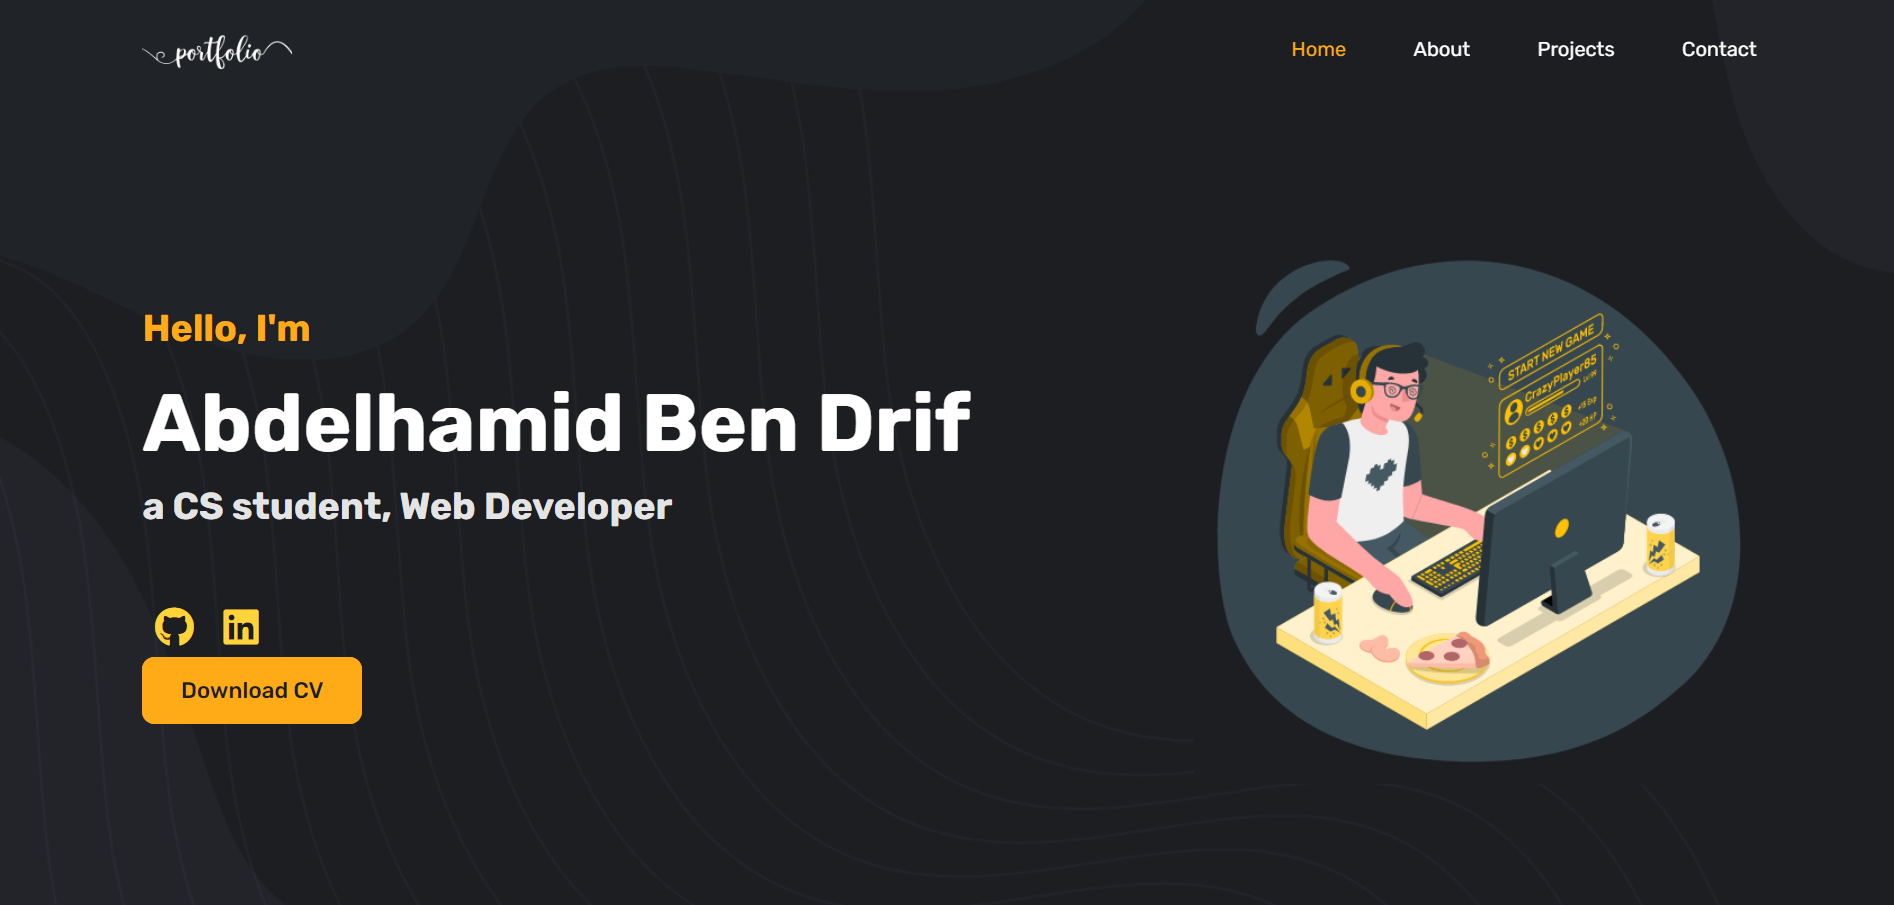 portfolio
Home
About
Projects
Contact
Hello, I'm
Abdelhamid Ben Drif
a CS student, Web Developer
in
Download CV
START NEW GAME
CrazyPlayer85